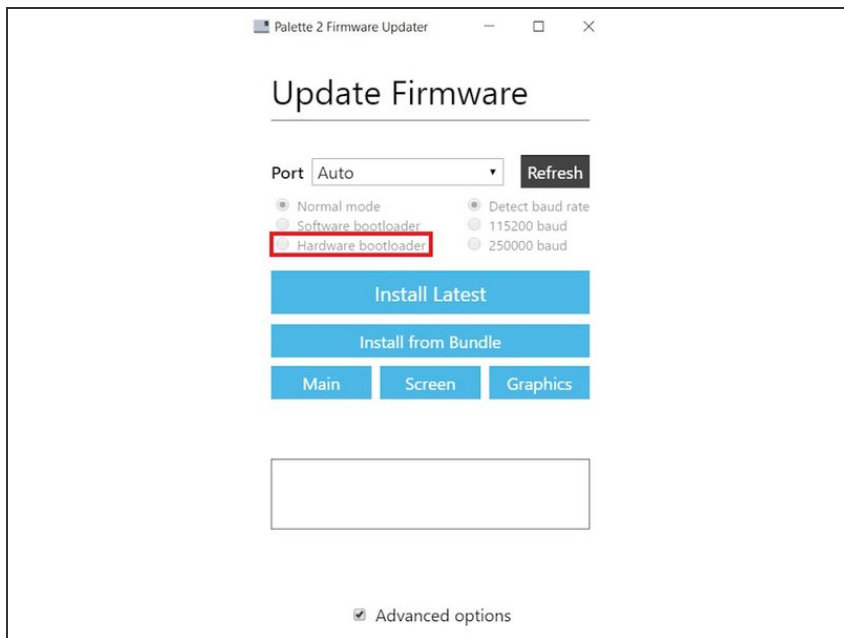 Palette 2 Firmware Updater
Update Firmware
Port Auto Refresh
Normal mode Detect baud rate
Software bootloader 115200 baud
Hardware bootloader 250000 baud
Install Latest
Install from Bundle
Main Screen Graphics
Advanced options